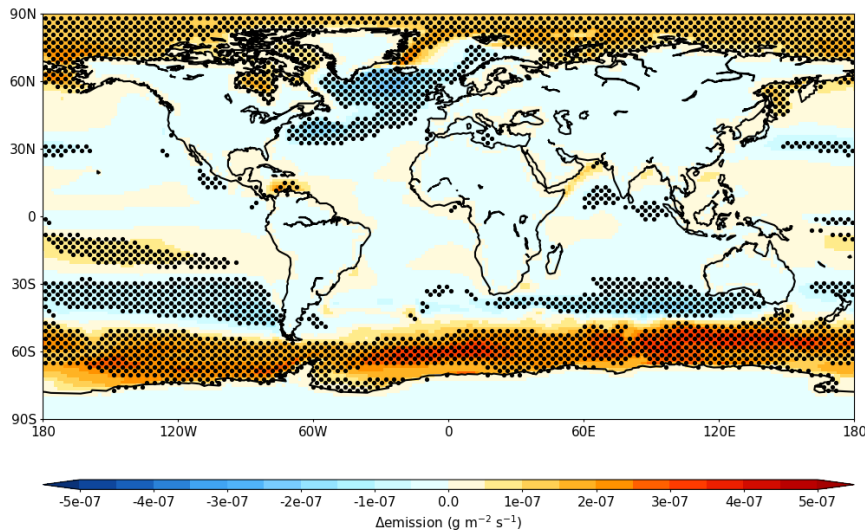 90N
60N
30N
0
30S
60S
90S
180 120W 60W 0 60E 120E 180
-5e-07 -4e-07 -3e-07 -2e-07 -1e-07 0.0 1e-07 2e-07 3e-07 4e-07 5e-07
Δemission (g m⁻² s⁻¹)